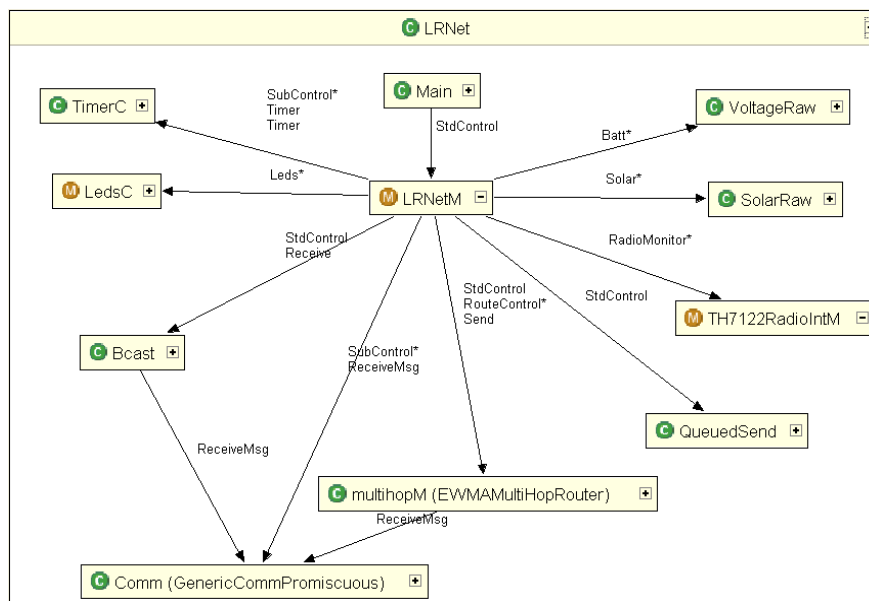 C LRNet
C TimerC +
SubControl*
Timer
Timer
C Main +
StdControl
Batt*
C VoltageRaw +
M LedsC +
Leds*
M LRNetM -
Solar*
C SolarRaw +
StdControl
Receive
RadioMonitor*
StdControl
RouteControl*
Send
StdControl
M TH7122RadioIntM -
C Bcast +
SubControl*
ReceiveMsg
C QueuedSend +
ReceiveMsg
C multihopM (EWMAMultiHopRouter) +
ReceiveMsg
C Comm (GenericCommPromiscuous) +